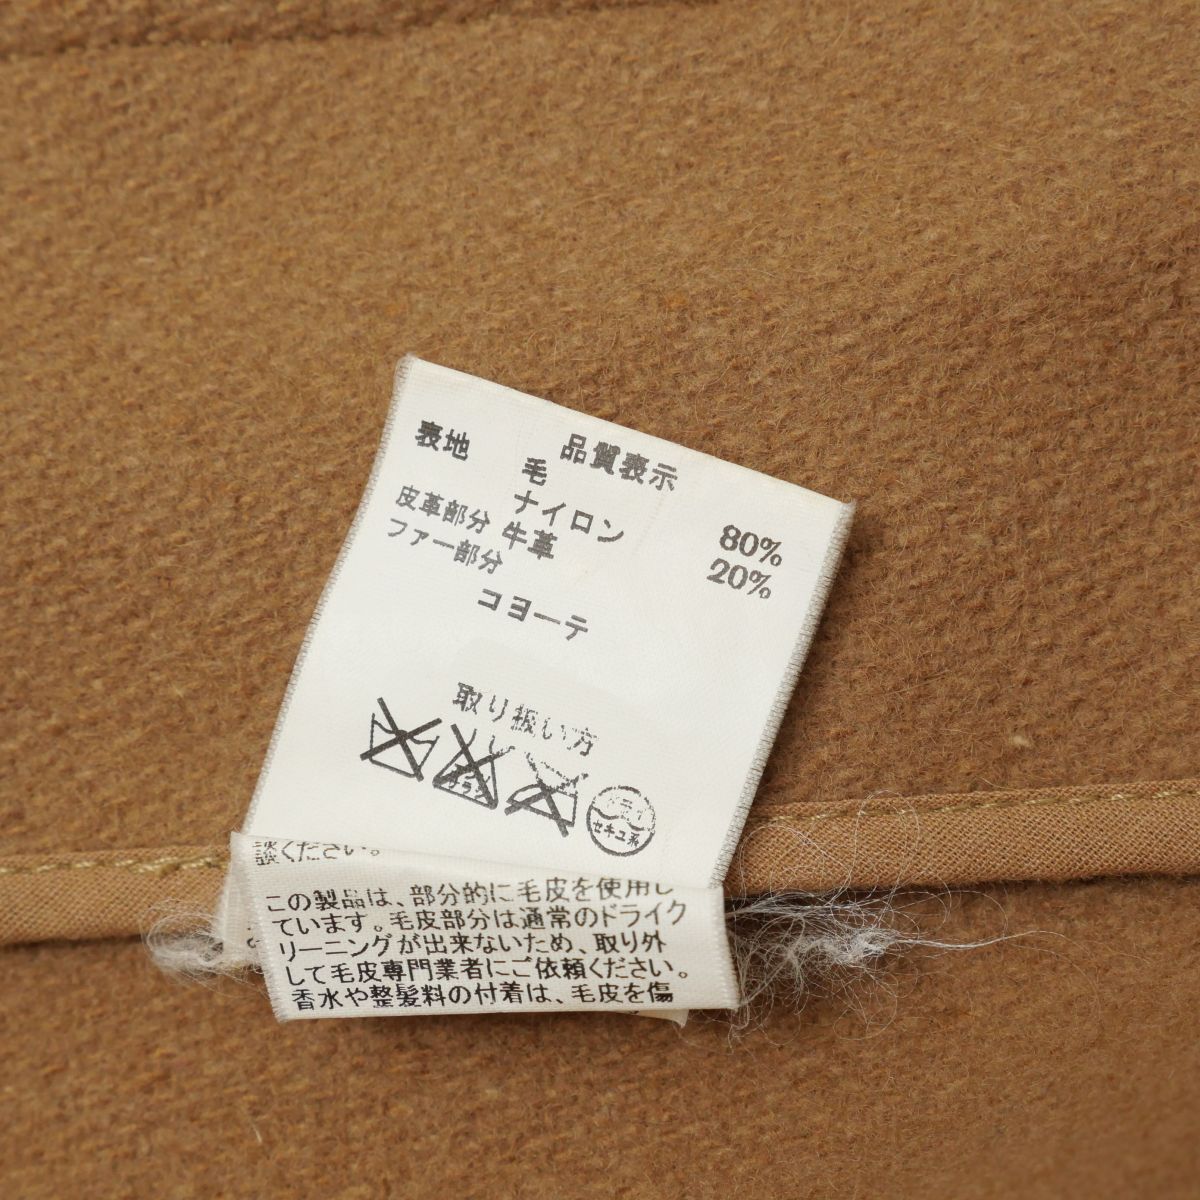 品質表示
表地 毛 80%
ナイロン 20%
皮革部分 牛革
ファー部分
コヨーテ
取り扱い方
ドライ
セキユ系
談ください。
この製品は、部分的に毛皮を使用し
ています。毛皮部分は通常のドライク
リーニングが出来ないため、取り外
して毛皮専門業者にご依頼ください。
香水や整髪料の付着は、毛皮を傷